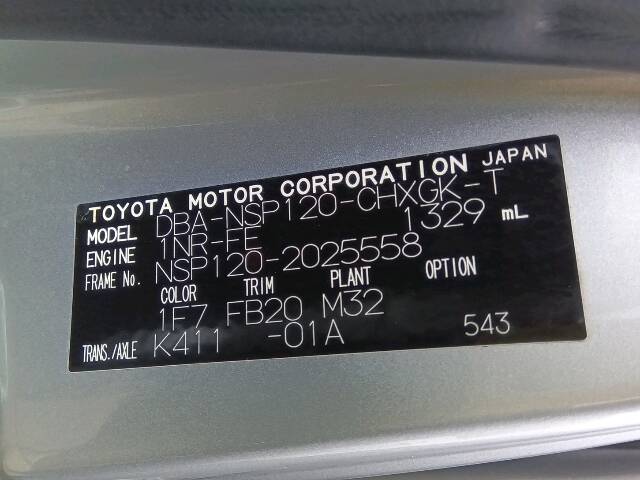 TOYOTA MOTOR CORPORATION JAPAN
MODEL DBA-NSP120-CHXGK-T
ENGINE 1NR-FE 1329 mL
FRAME No. NSP120-2025558
COLOR TRIM PLANT OPTION
1F7 FB20 M32
TRANS./AXLE K411 -01A 543